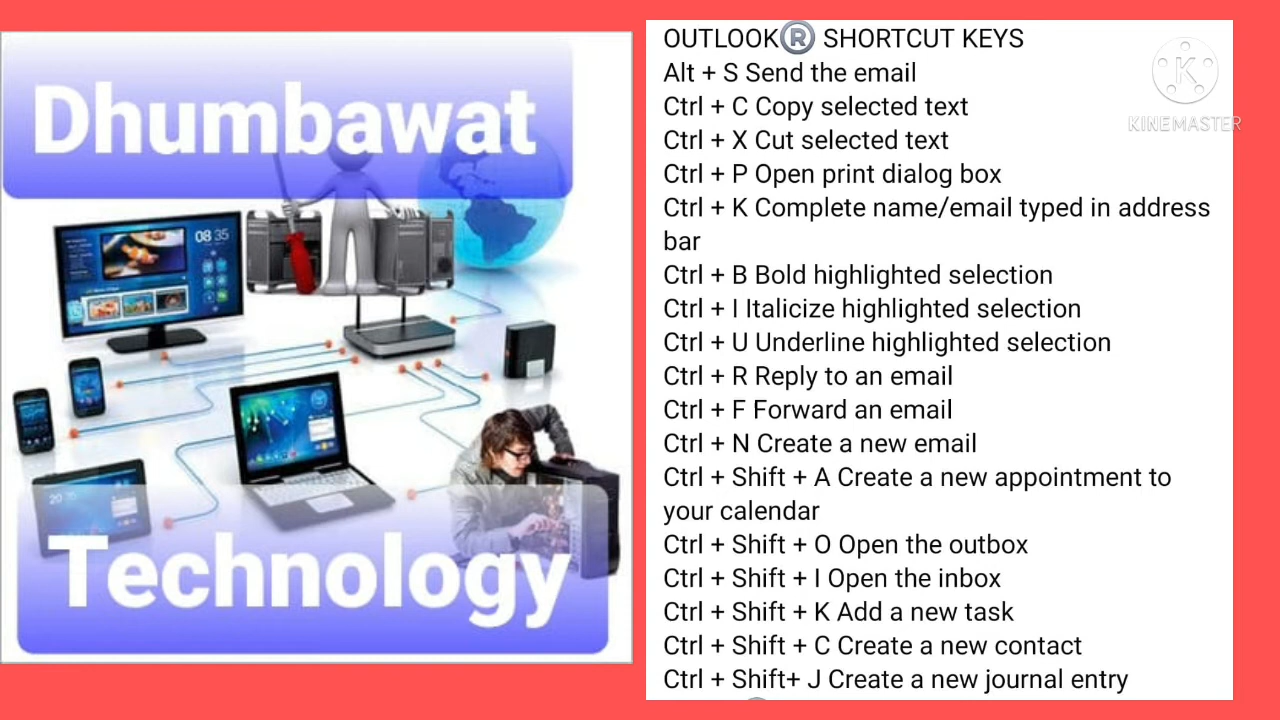 Dhumbawat
Technology
08 35
OUTLOOK® SHORTCUT KEYS
Alt + S Send the email
Ctrl + C Copy selected text
Ctrl + X Cut selected text
Ctrl + P Open print dialog box
Ctrl + K Complete name/email typed in address
bar
Ctrl + B Bold highlighted selection
Ctrl + I Italicize highlighted selection
Ctrl + U Underline highlighted selection
Ctrl + R Reply to an email
Ctrl + F Forward an email
Ctrl + N Create a new email
Ctrl + Shift + A Create a new appointment to
your calendar
Ctrl + Shift + O Open the outbox
Ctrl + Shift + I Open the inbox
Ctrl + Shift + K Add a new task
Ctrl + Shift + C Create a new contact
Ctrl + Shift+ J Create a new journal entry
K
KINEMASTER